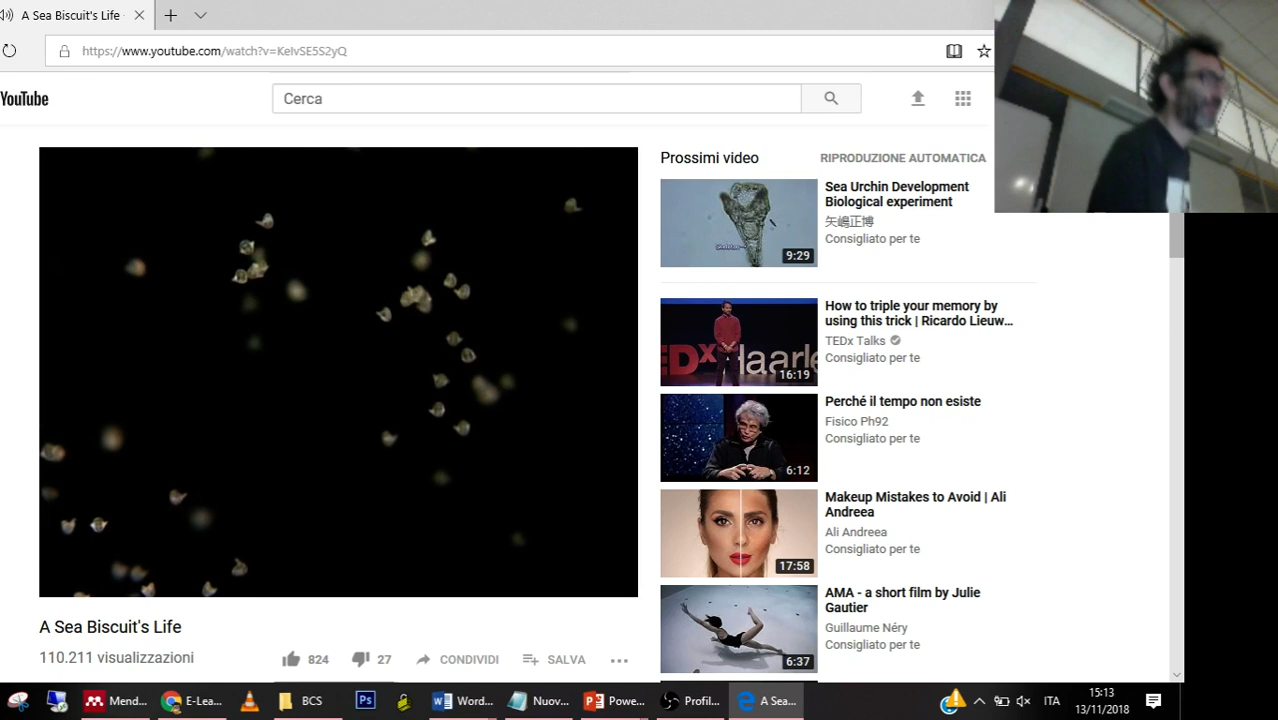 A Sea Biscuit's Life
https://www.youtube.com/watch?v=KeIvSE5S2yQ
YouTube
Cerca
A Sea Biscuit's Life
110.211 visualizzazioni
824
27
CONDIVIDI
SALVA
Prossimi video
RIPRODUZIONE AUTOMATICA
9:29
Sea Urchin Development
Biological experiment
矢嶋正博
Consigliato per te
EDx
Haarle
16:19
How to triple your memory by
using this trick | Ricardo Lieuw...
TEDx Talks
Consigliato per te
6:12
Perché il tempo non esiste
Fisico Ph92
Consigliato per te
17:58
Makeup Mistakes to Avoid | Ali
Andreea
Ali Andreea
Consigliato per te
6:37
AMA - a short film by Julie
Gautier
Guillaume Néry
Consigliato per te
Mend...
E-Lea...
BCS
Ps
Word...
Nuov...
Powe...
Profil...
A Sea...
ITA
15:13
13/11/2018